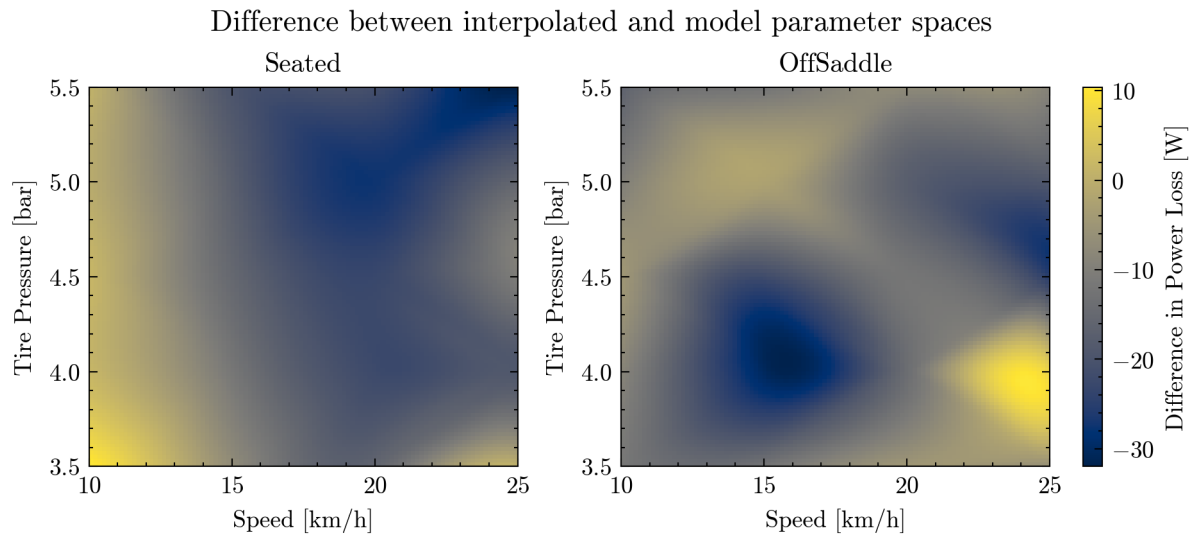 Difference between interpolated and model parameter spaces
Seated
OffSaddle
5.5
5.0
4.5
4.0
3.5
Tire Pressure [bar]
10
15
20
25
Speed [km/h]
5.5
5.0
4.5
4.0
3.5
Tire Pressure [bar]
10
15
20
25
Speed [km/h]
10
0
−10
−20
−30
Difference in Power Loss [W]